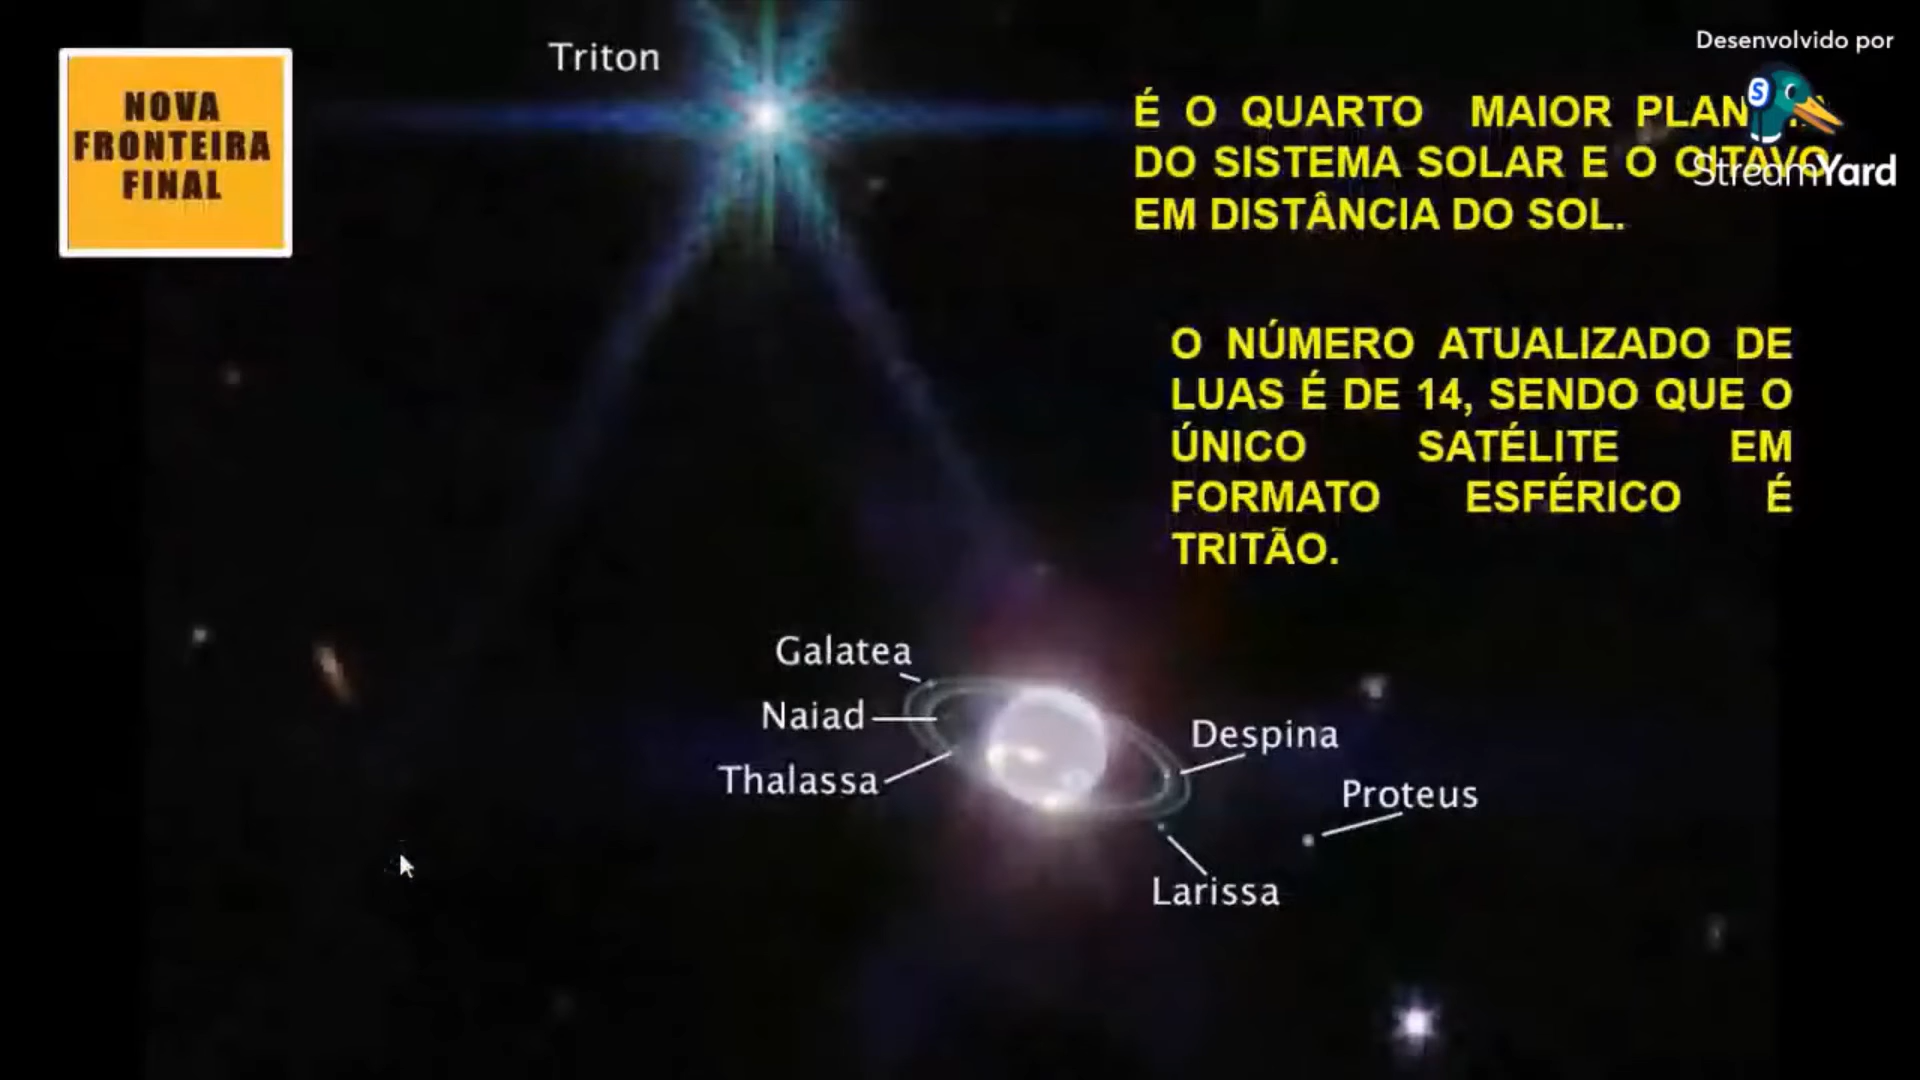 Triton
NOVA
FRONTEIRA
FINAL
Desenvolvido por
StreamYard
É O QUARTO MAIOR
DO SISTEMA SOLAR E O OITAVO
EM DISTÂNCIA DO SOL.
O NÚMERO ATUALIZADO DE
LUAS É DE 14, SENDO QUE O
ÚNICO SATÉLITE EM
FORMATO ESFÉRICO É
TRITÃO.
Galatea
Naiad
Thalassa
Despina
Proteus
Larissa